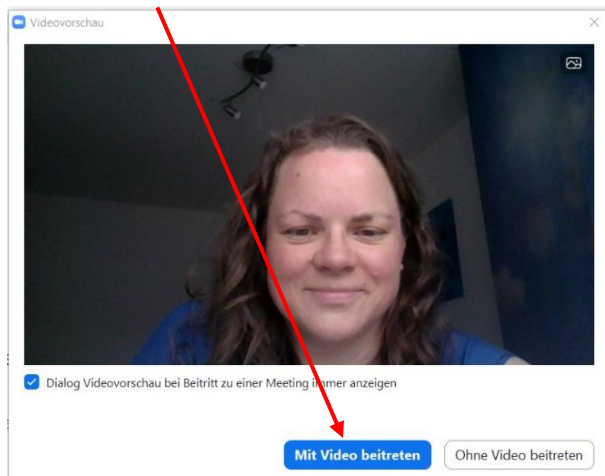 Videovorschau
Dialog Videovorschau bei Beitritt zu einer Meeting immer anzeigen
Mit Video beitreten
Ohne Video beitreten